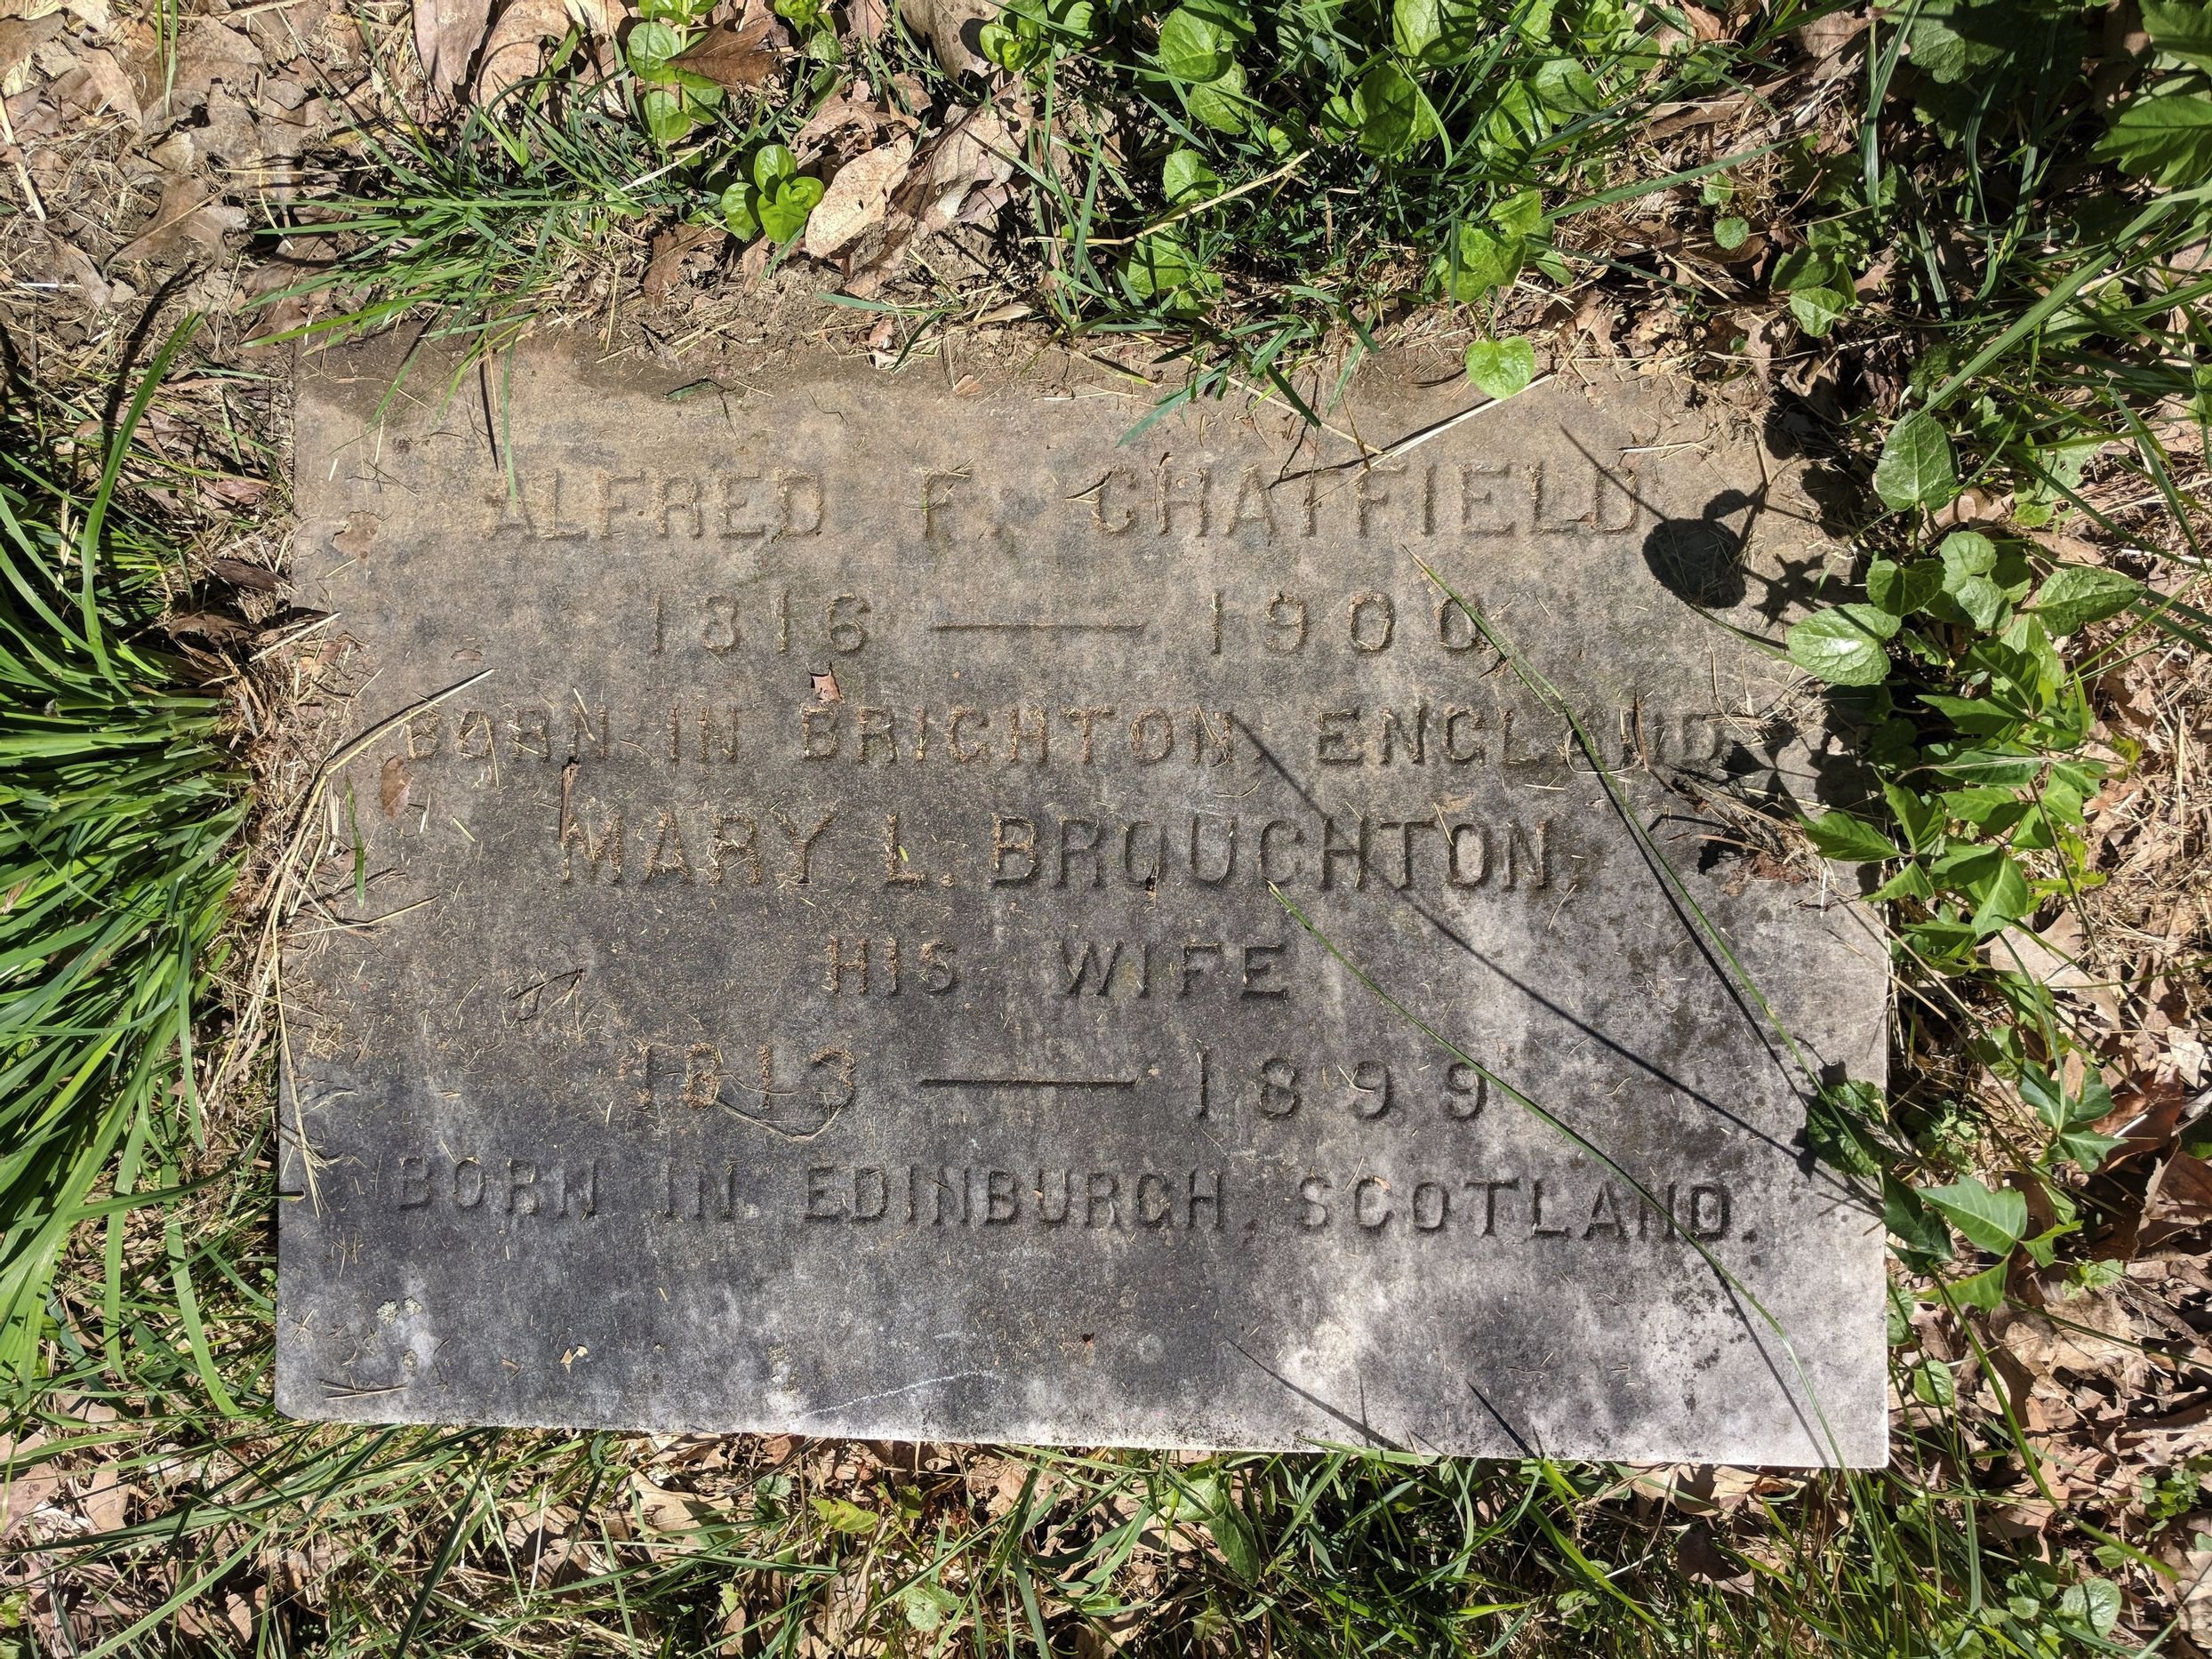 ALFRED F. CHATFIELD
1816 — 1900
BORN IN BRIGHTON, ENGLAND
MARY L. BROUGHTON,
HIS WIFE
1813 — 1899
BORN IN EDINBURGH, SCOTLAND.